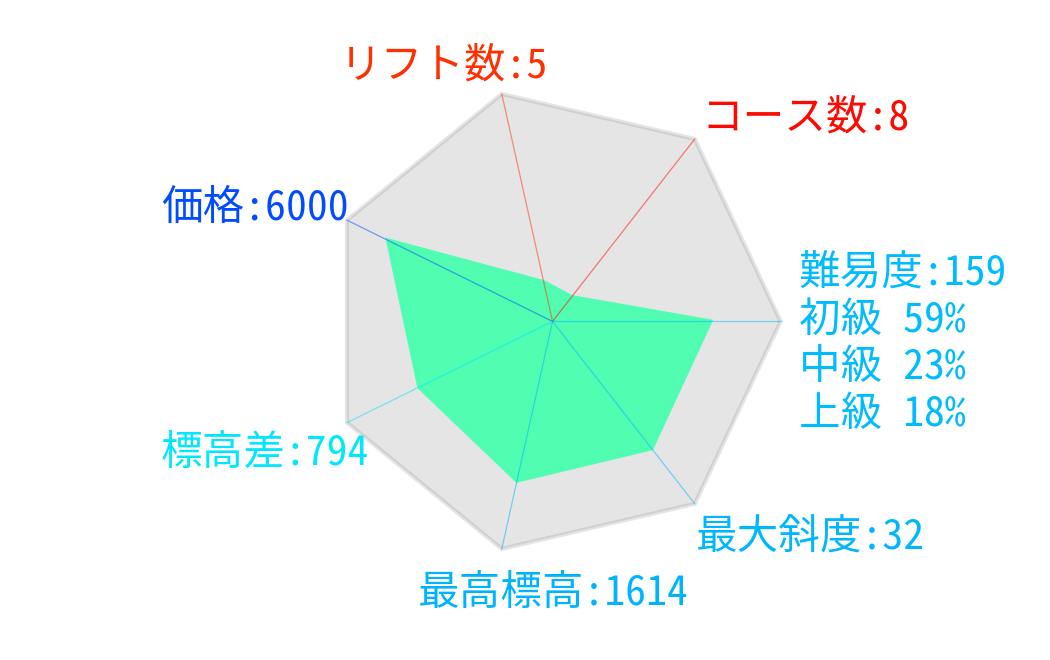 リフト数:5
コース数:8
価格:6000
難易度:159
初級 59%
中級 23%
上級 18%
標高差:794
最大斜度:32
最高標高:1614